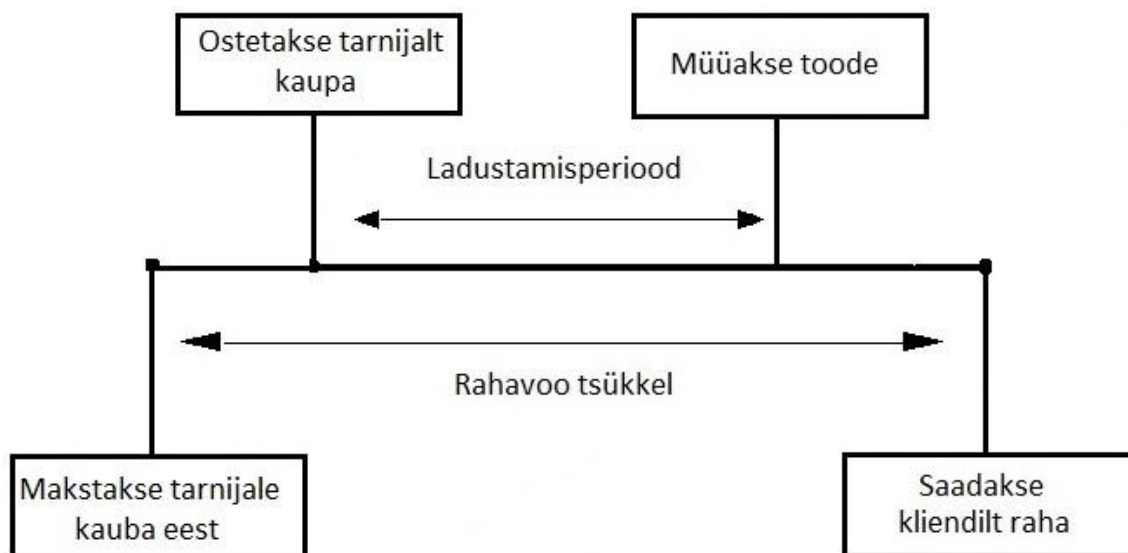 Ostetakse tarnijalt
kaupa
Müüakse toode
Ladustamisperiood
Rahavoo tsükkel
Makstakse tarnijale
kauba eest
Saadakse
kliendilt raha